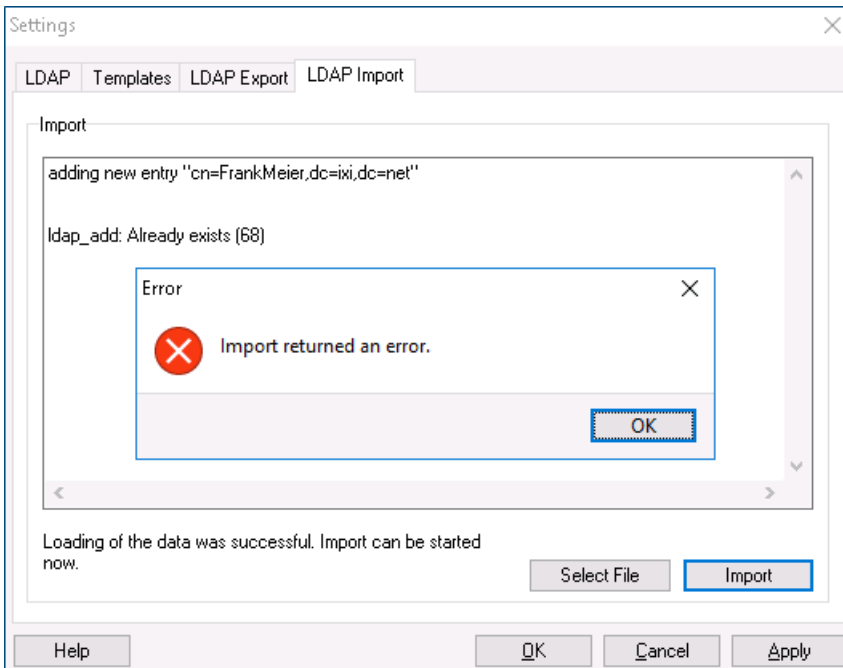 Settings
LDAP Templates LDAP Export LDAP Import
Import
adding new entry "cn=FrankMeier,dc=ixi,dc=net"
ldap_add: Already exists (68)
Error
Import returned an error.
OK
Loading of the data was successful. Import can be started
now.
Select File Import
Help OK Cancel Apply